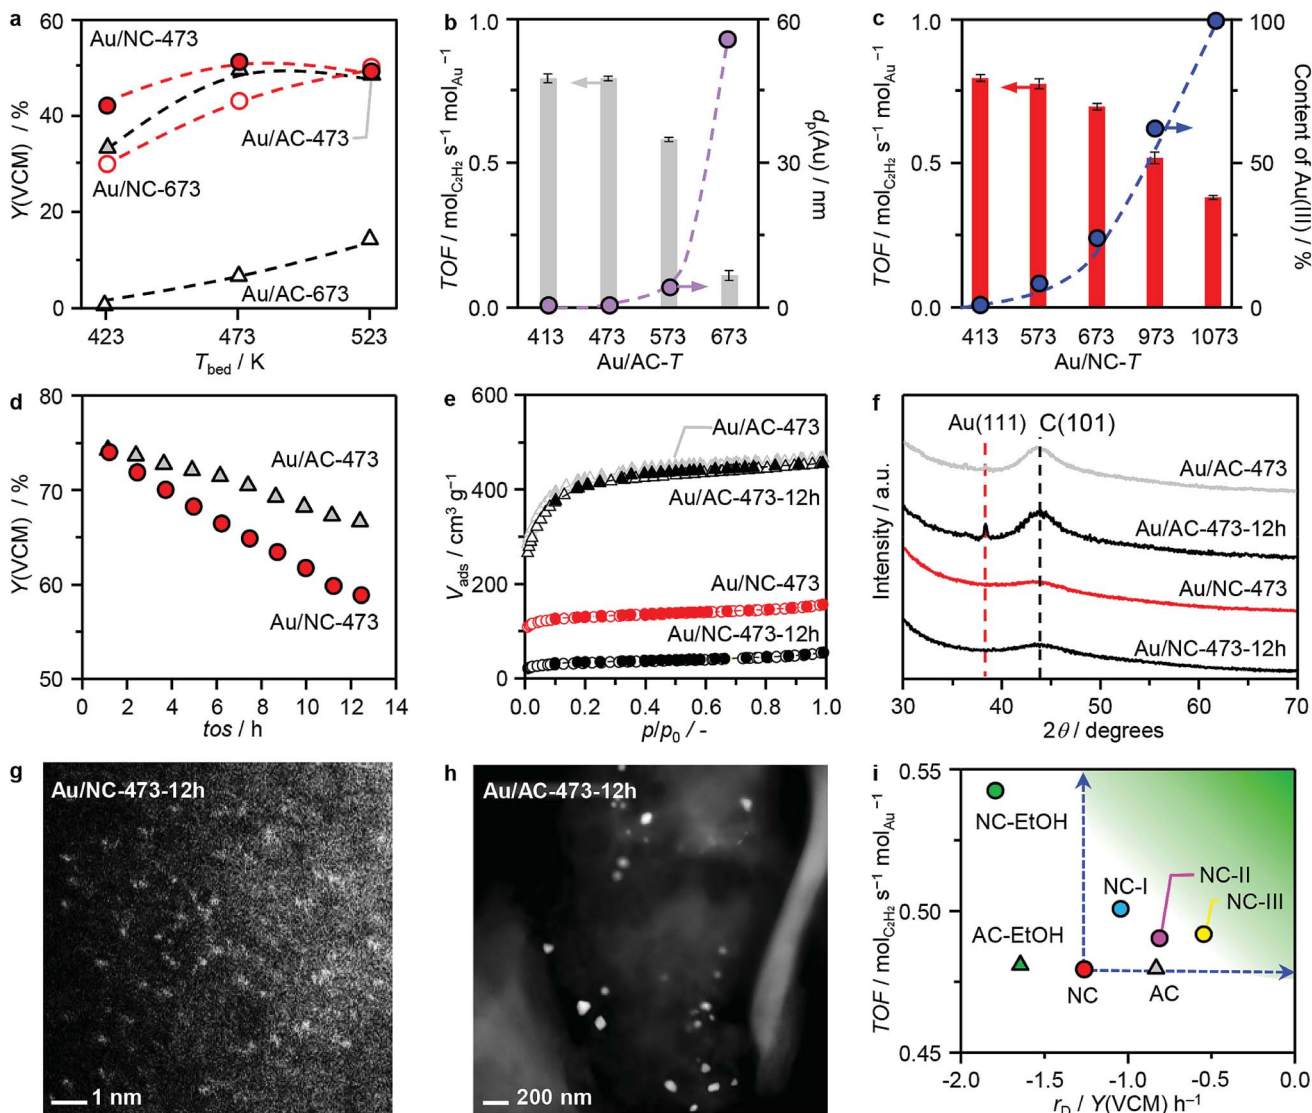 a
60
40
20
0
Y(VCM) / %
Au/NC-473
Au/AC-473
Au/NC-673
Au/AC-673
423 473 523
T_bed / K
b
1.0
0.5
0.0
TOF / mol_C₂H₂ s⁻¹ mol_Au⁻¹
60
30
0
d_p(Au) / nm
413 473 573 673
Au/AC-T
c
1.0
0.5
0.0
TOF / mol_C₂H₂ s⁻¹ mol_Au⁻¹
100
50
0
Content of Au(III) / %
413 573 673 973 1073
Au/NC-T
d
80
70
60
50
Y(VCM) / %
Au/AC-473
Au/NC-473
0 2 4 6 8 10 12 14
tos / h
e
600
400
200
0
V_ads / cm³ g⁻¹
Au/AC-473
Au/AC-473-12h
Au/NC-473
Au/NC-473-12h
0.0 0.2 0.4 0.6 0.8 1.0
p/p₀ / -
f
Au(111) C(101)
Intensity / a.u.
Au/AC-473
Au/AC-473-12h
Au/NC-473
Au/NC-473-12h
30 40 50 60 70
2θ / degrees
g
Au/NC-473-12h
1 nm
h
Au/AC-473-12h
200 nm
i
0.55
0.50
0.45
TOF / mol_C₂H₂ s⁻¹ mol_Au⁻¹
NC-EtOH
NC-I
NC-II
NC-III
AC-EtOH
NC
AC
-2.0 -1.5 -1.0 -0.5 0.0
r_D / Y(VCM) h⁻¹